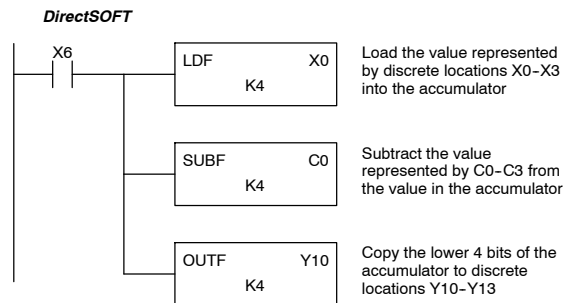 DirectSOFT
X6
LDF X0
K4
Load the value represented
by discrete locations X0-X3
into the accumulator
SUBF C0
K4
Subtract the value
represented by C0-C3 from
the value in the accumulator
OUTF Y10
K4
Copy the lower 4 bits of the
accumulator to discrete
locations Y10-Y13